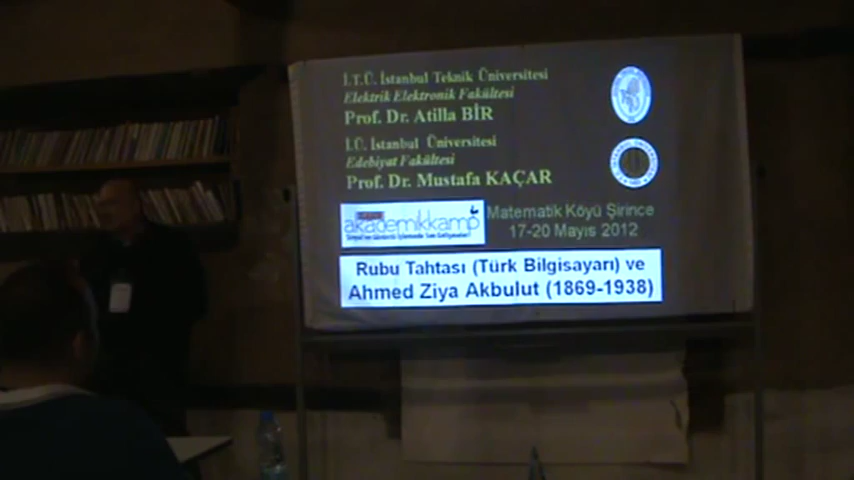 İ.T.Ü. İstanbul Teknik Üniversitesi
Elektrik Elektronik Fakültesi
Prof. Dr. Atilla BİR
İ.Ü. İstanbul Üniversitesi
Edebiyat Fakültesi
Prof. Dr. Mustafa KAÇAR
akademikkamp
Matematik Köyü Şirince
17-20 Mayıs 2012
Rubu Tahtası (Türk Bilgisayarı) ve
Ahmed Ziya Akbulut (1869-1938)